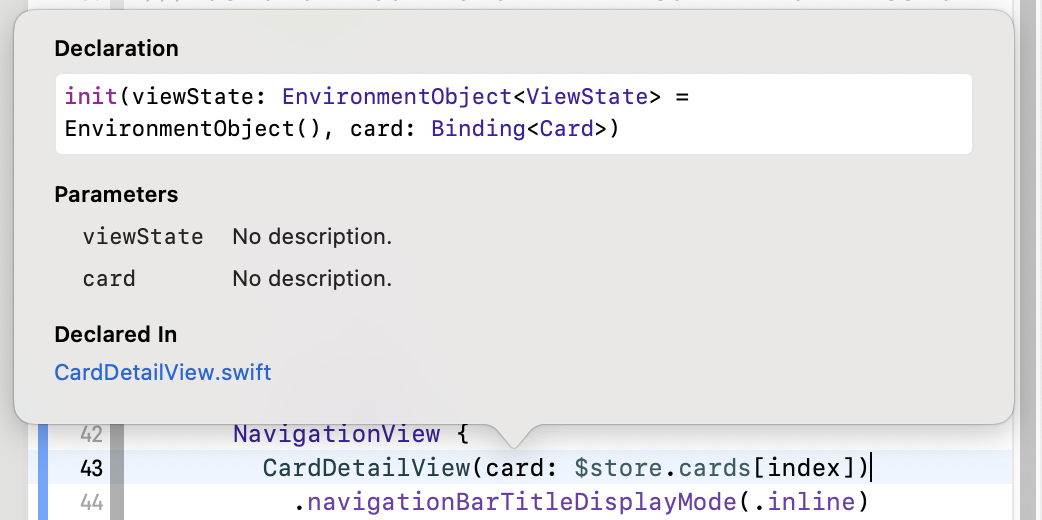 Declaration
init(viewState: EnvironmentObject<ViewState> =
EnvironmentObject(), card: Binding<Card>)
Parameters
viewState No description.
card No description.
Declared In
CardDetailView.swift
42 NavigationView {
43 CardDetailView(card: $store.cards[index])
44 .navigationBarTitleDisplayMode(.inline)